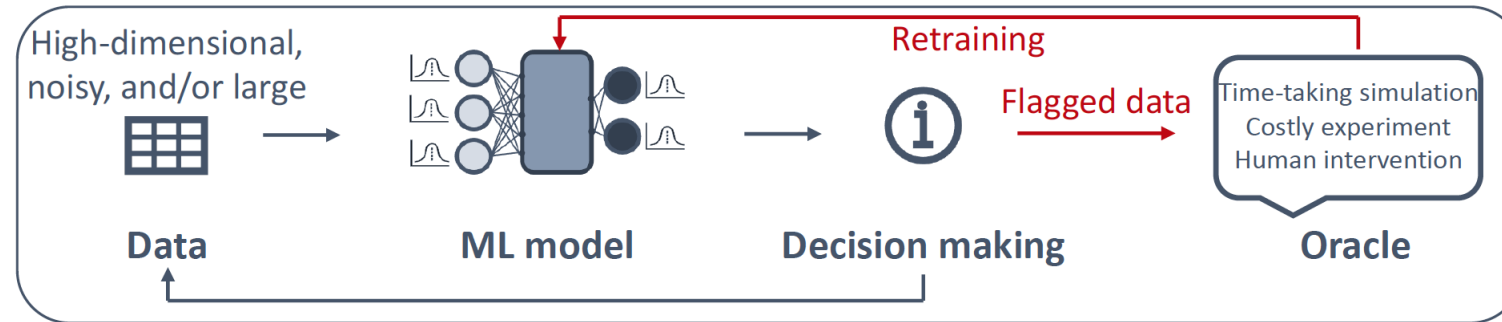 High-dimensional,
noisy, and/or large
Retraining
Flagged data
Time-taking simulation
Costly experiment
Human intervention
Data
ML model
Decision making
Oracle